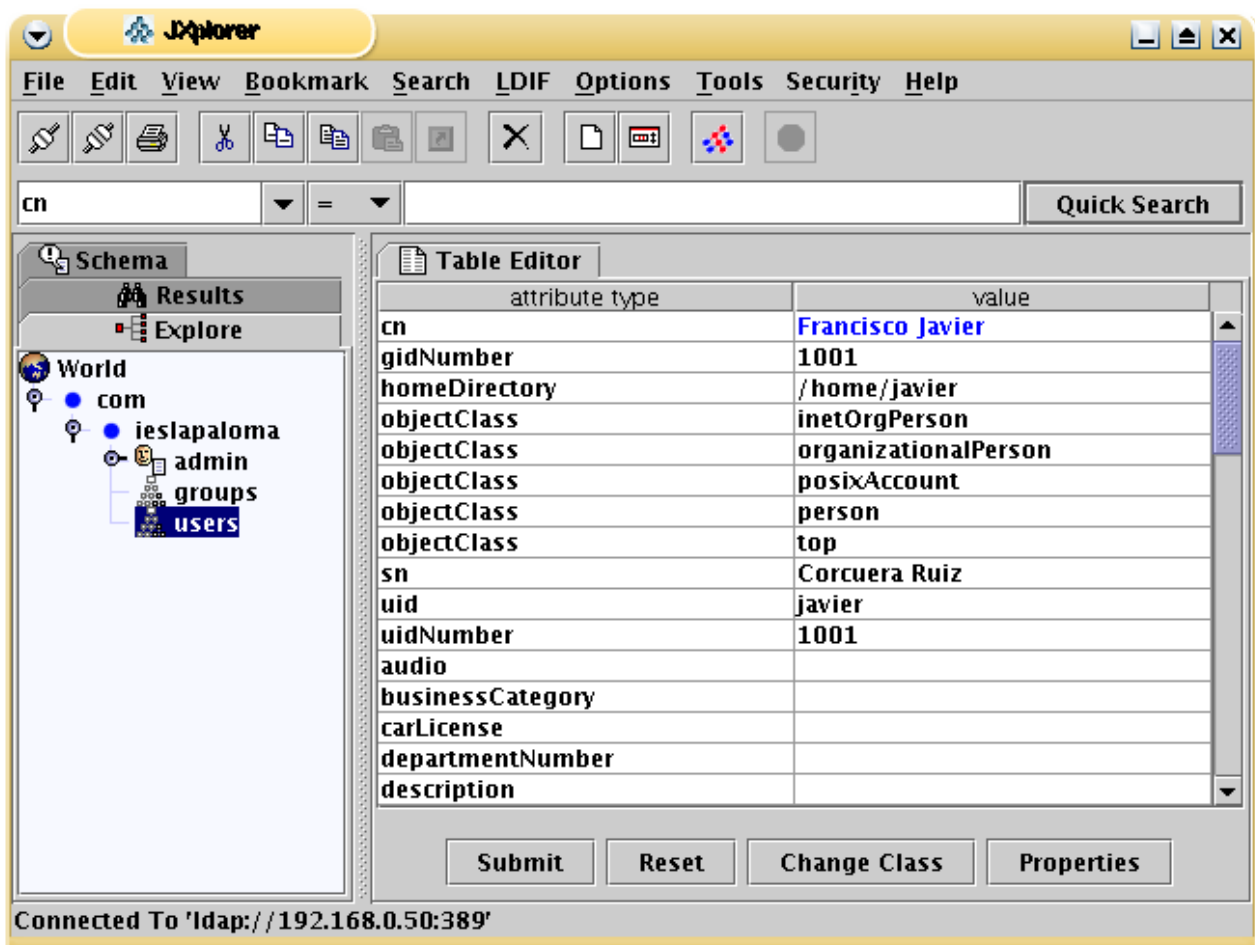 JXplorer
File Edit View Bookmark Search LDIF Options Tools Security Help
cn = Quick Search
Schema
Results
Explore
World
com
ieslapaloma
admin
groups
users
Table Editor
attribute type value
cn Francisco Javier
gidNumber 1001
homeDirectory /home/javier
objectClass inetOrgPerson
objectClass organizationalPerson
objectClass posixAccount
objectClass person
objectClass top
sn Corcuera Ruiz
uid javier
uidNumber 1001
audio
businessCategory
carLicense
departmentNumber
description
Submit Reset Change Class Properties
Connected To 'ldap://192.168.0.50:389'